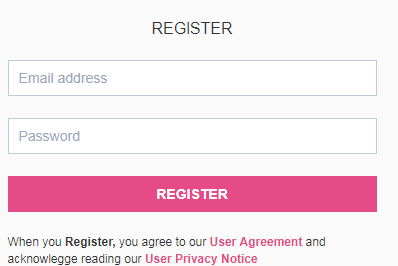 REGISTER
Email address
Password
REGISTER
When you Register, you agree to our User Agreement and
acknowlegge reading our User Privacy Notice